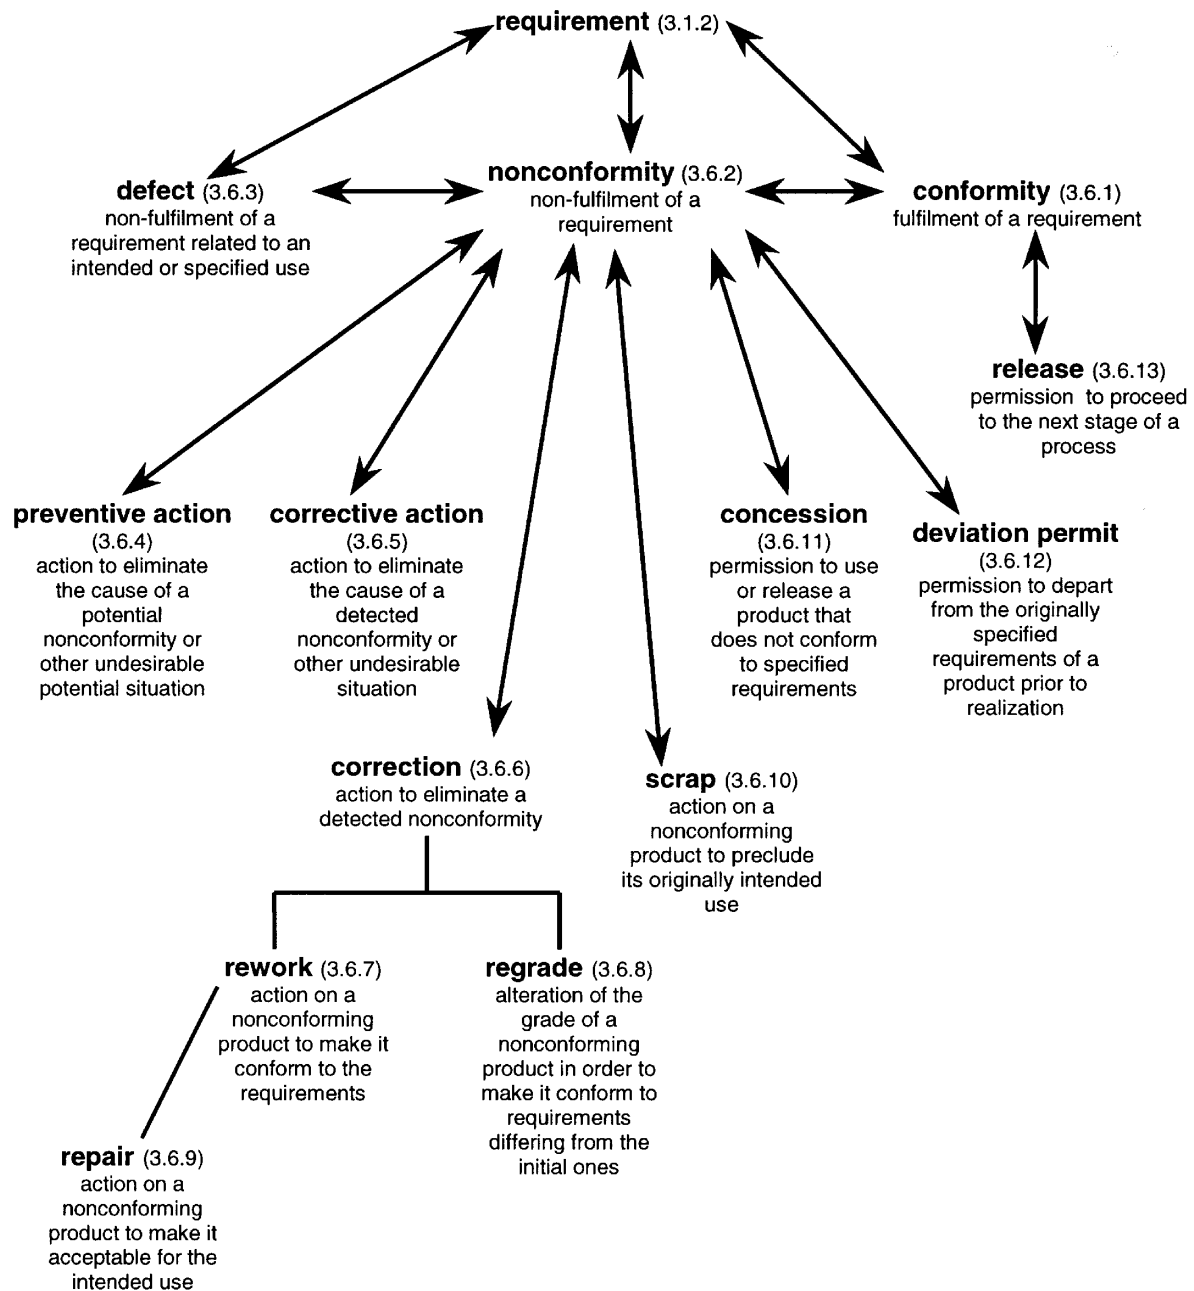 requirement (3.1.2)
defect (3.6.3)
non-fulfilment of a
requirement related to an
intended or specified use
nonconformity (3.6.2)
non-fulfilment of a
requirement
conformity (3.6.1)
fulfilment of a requirement
release (3.6.13)
permission to proceed
to the next stage of a
process
preventive action
(3.6.4)
action to eliminate
the cause of a
potential
nonconformity or
other undesirable
potential situation
corrective action
(3.6.5)
action to eliminate
the cause of a
detected
nonconformity or
other undesirable
situation
concession
(3.6.11)
permission to use
or release a
product that
does not conform
to specified
requirements
deviation permit
(3.6.12)
permission to depart
from the originally
specified
requirements of a
product prior to
realization
correction (3.6.6)
action to eliminate a
detected nonconformity
scrap (3.6.10)
action on a
nonconforming
product to preclude
its originally intended
use
rework (3.6.7)
action on a
nonconforming
product to make it
conform to the
requirements
regrade (3.6.8)
alteration of the
grade of a
nonconforming
product in order to
make it conform to
requirements
differing from the
initial ones
repair (3.6.9)
action on a
nonconforming
product to make it
acceptable for the
intended use